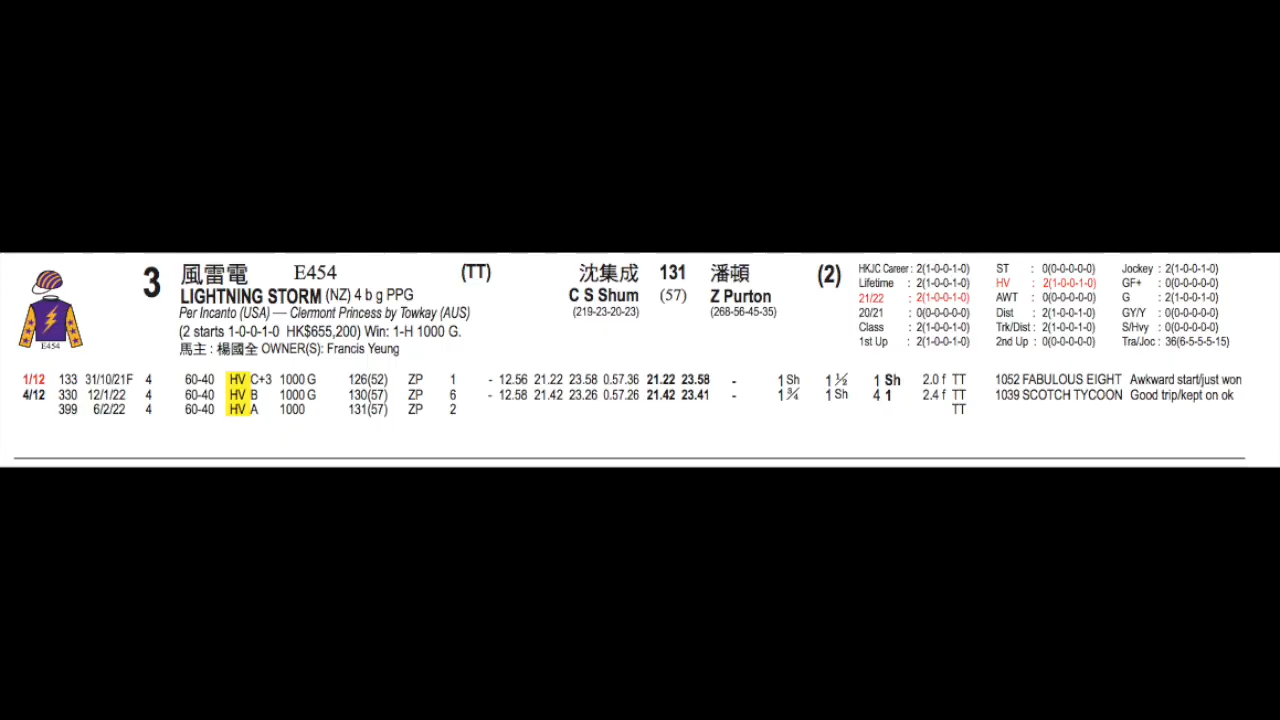 3 風雷電 E454 (TT) 沈集成 131 潘頓 (2)
LIGHTNING STORM (NZ) 4 b g PPG C S Shum (57) Z Purton
Per Incanto (USA) — Clermont Princess by Towkay (AUS) (219-23-20-23) (268-56-45-35)
(2 starts 1-0-0-1-0 HK$655,200) Win: 1-H 1000 G.
馬主 : 楊國全 OWNER(S): Francis Yeung
E454
HKJC Career : 2(1-0-0-1-0) ST : 0(0-0-0-0-0) Jockey : 2(1-0-0-1-0)
Lifetime : 2(1-0-0-1-0) HV : 2(1-0-0-1-0) GF+ : 0(0-0-0-0-0)
21/22 : 2(1-0-0-1-0) AWT : 0(0-0-0-0-0) G : 2(1-0-0-1-0)
20/21 : 0(0-0-0-0-0) Dist : 2(1-0-0-1-0) GY/Y : 0(0-0-0-0-0)
Class : 2(1-0-0-1-0) Trk/Dist : 2(1-0-0-1-0) S/Hvy : 0(0-0-0-0-0)
1st Up : 2(1-0-0-1-0) 2nd Up : 0(0-0-0-0-0) Tra/Joc : 36(6-5-5-5-15)
1/12 133 31/10/21F 4 60-40 HV C+3 1000 G 126(52) ZP 1 - 12.56 21.22 23.58 0.57.36 21.22 23.58 - 1 Sh 1 ½ 1 Sh 2.0 f TT 1052 FABULOUS EIGHT Awkward start/just won
4/12 330 12/1/22 4 60-40 HV B 1000 G 130(57) ZP 6 - 12.58 21.42 23.26 0.57.26 21.42 23.41 - 1 ¾ 1 Sh 4 1 2.4 f TT 1039 SCOTCH TYCOON Good trip/kept on ok
399 6/2/22 4 60-40 HV A 1000 131(57) ZP 2 TT